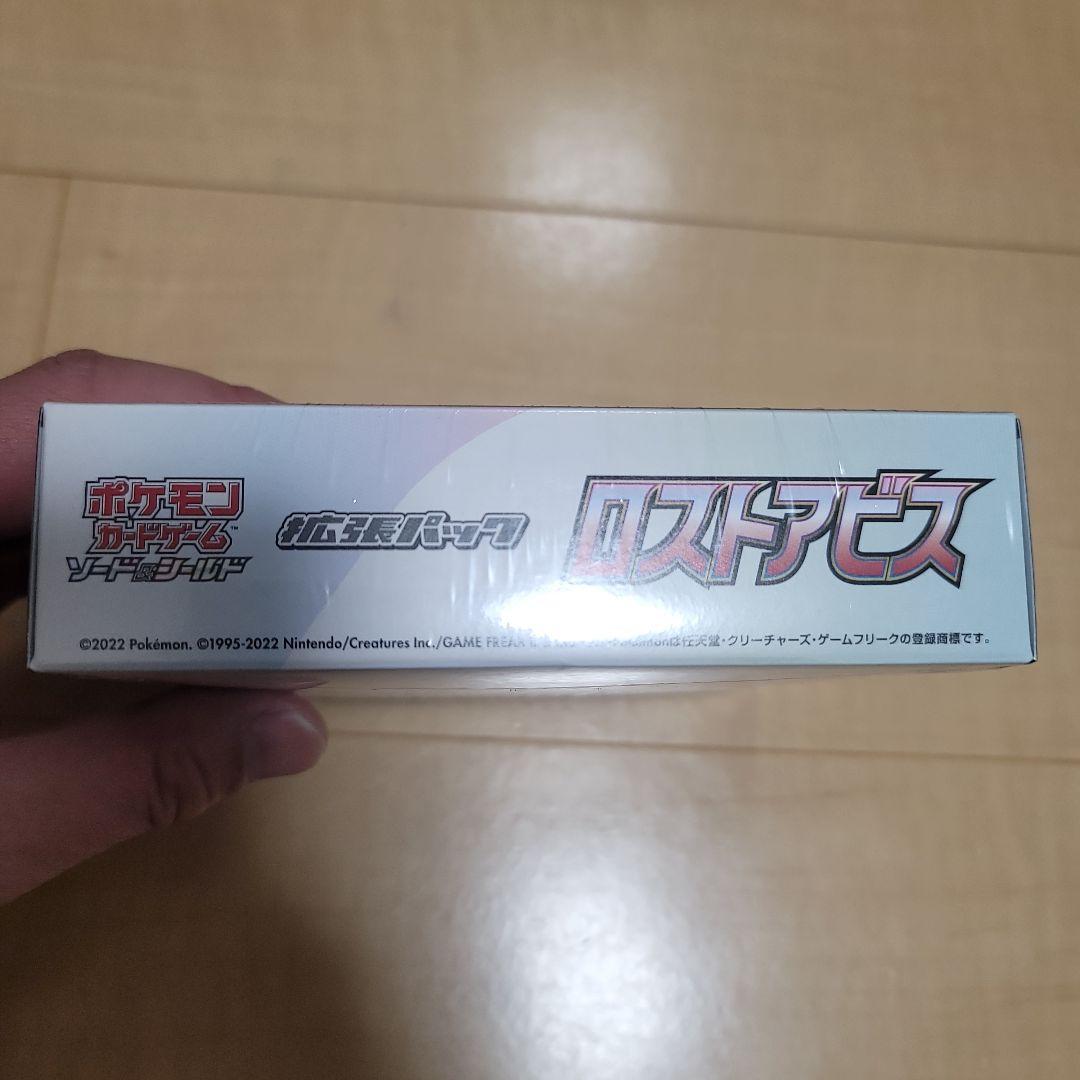 ポケモン
カードゲーム™
ソード&シールド
拡張パック
ロストアビス
©2022 Pokémon. ©1995-2022 Nintendo/Creatures Inc./GAME FREAK は任天堂・クリーチャーズ・ゲームフリークの登録商標です。